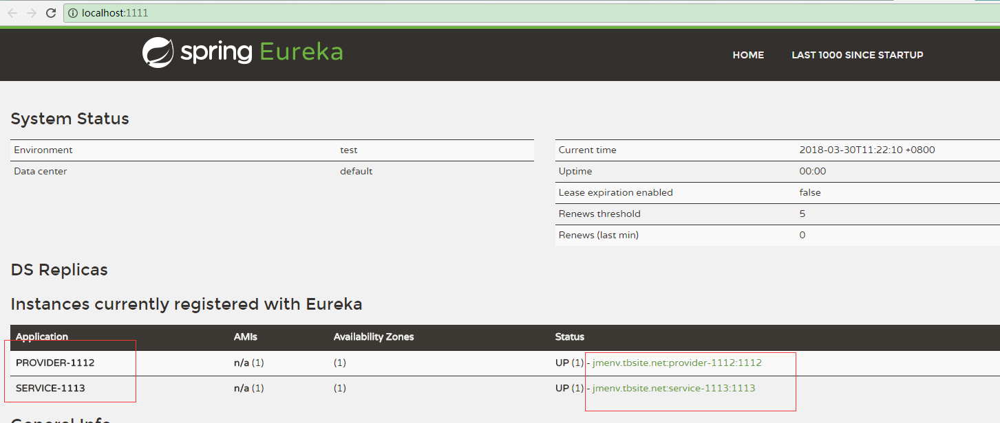 localhost:1111
spring Eureka
HOME LAST 1000 SINCE STARTUP
System Status
Environment test
Data center default
Current time 2018-03-30T11:22:10 +0800
Uptime 00:00
Lease expiration enabled false
Renews threshold 5
Renews (last min) 0
DS Replicas
Instances currently registered with Eureka
Application AMIs Availability Zones Status
PROVIDER-1112 n/a (1) (1) UP (1) - jmenv.tbsite.net:provider-1112:1112
SERVICE-1113 n/a (1) (1) UP (1) - jmenv.tbsite.net:service-1113:1113
General Info